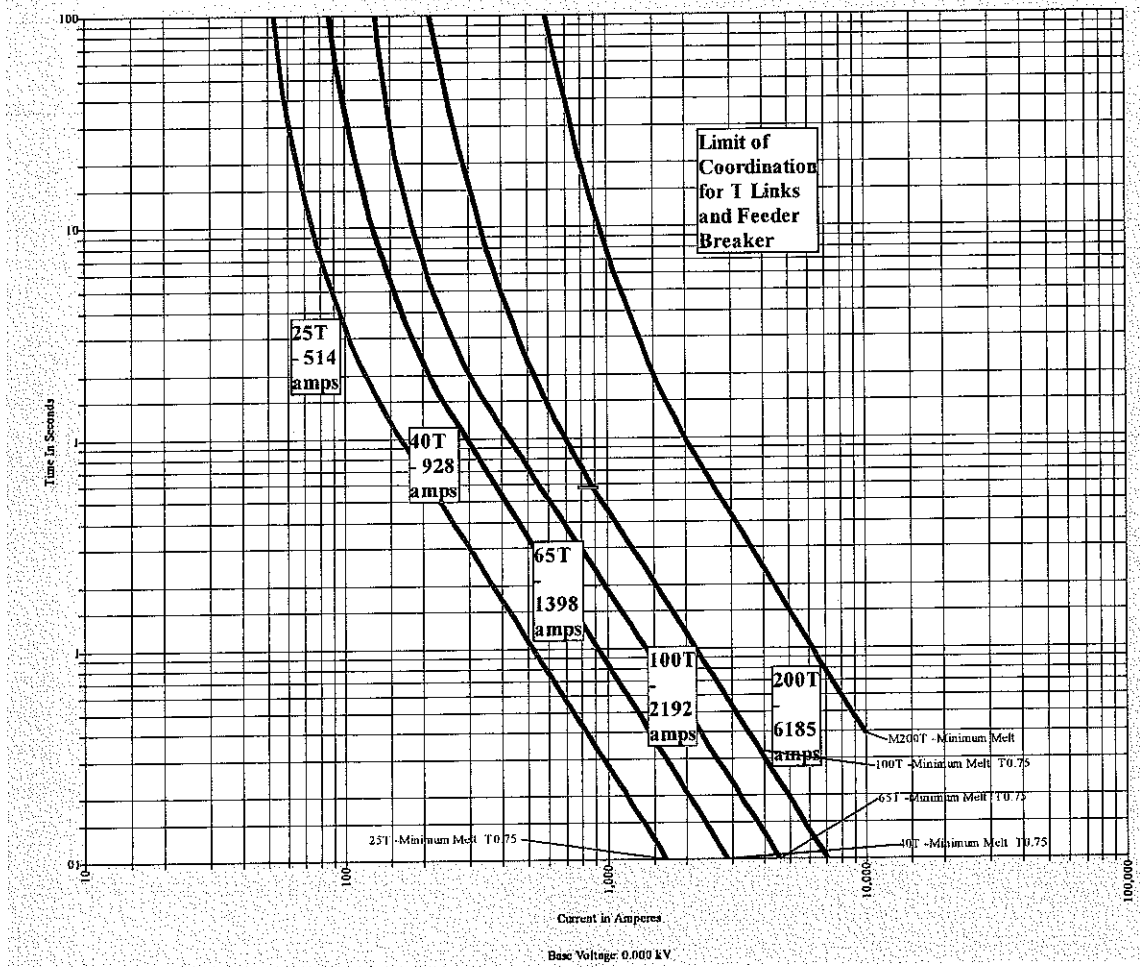 100
10
1
.1
.01
Time in Seconds
Limit of
Coordination
for T Links
and Feeder
Breaker
25T
- 514
amps
40T
- 928
amps
65T
-
1398
amps
100T
-
2192
amps
200T
-
6185
amps
M200T -Minimum Melt
100T -Minimum Melt T0.75
65T -Minimum Melt T0.75
40T -Minimum Melt T0.75
25T -Minimum Melt T0.75
10
100
1,000
10,000
100,000
Current in Amperes
Base Voltage: 0.000 kV